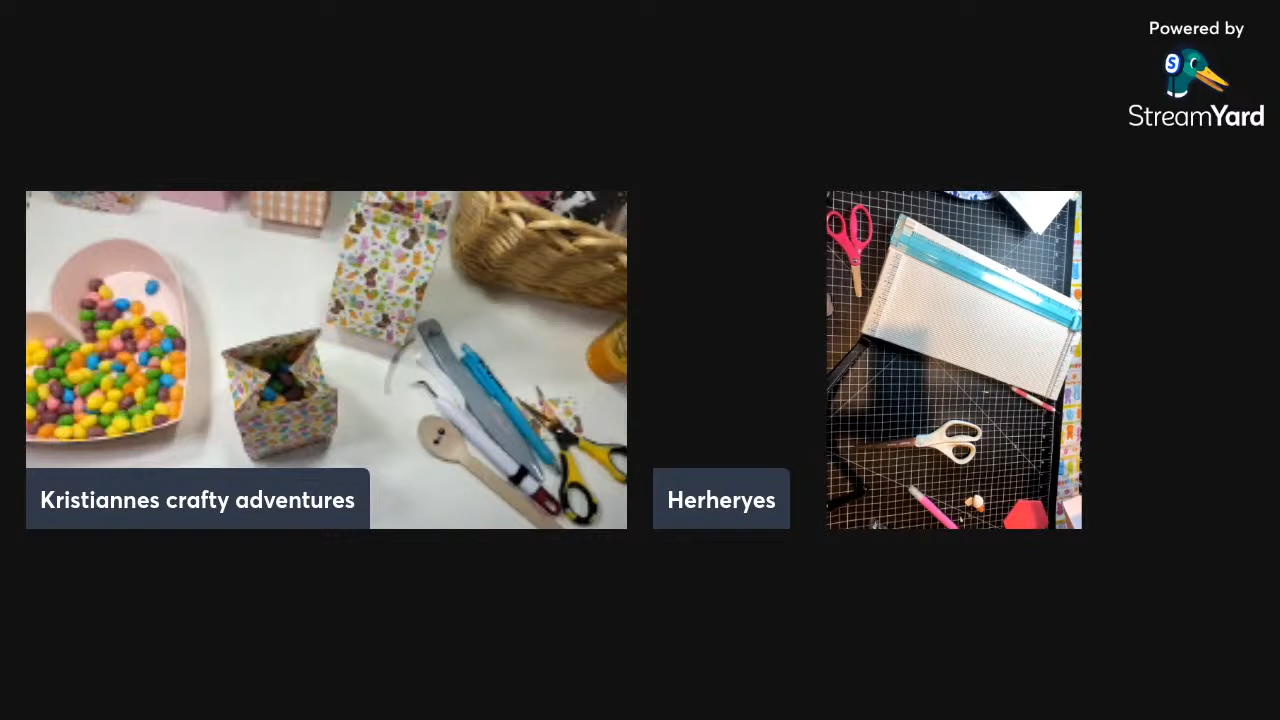 Powered by
S
StreamYard
Kristiannes crafty adventures
Herheryes